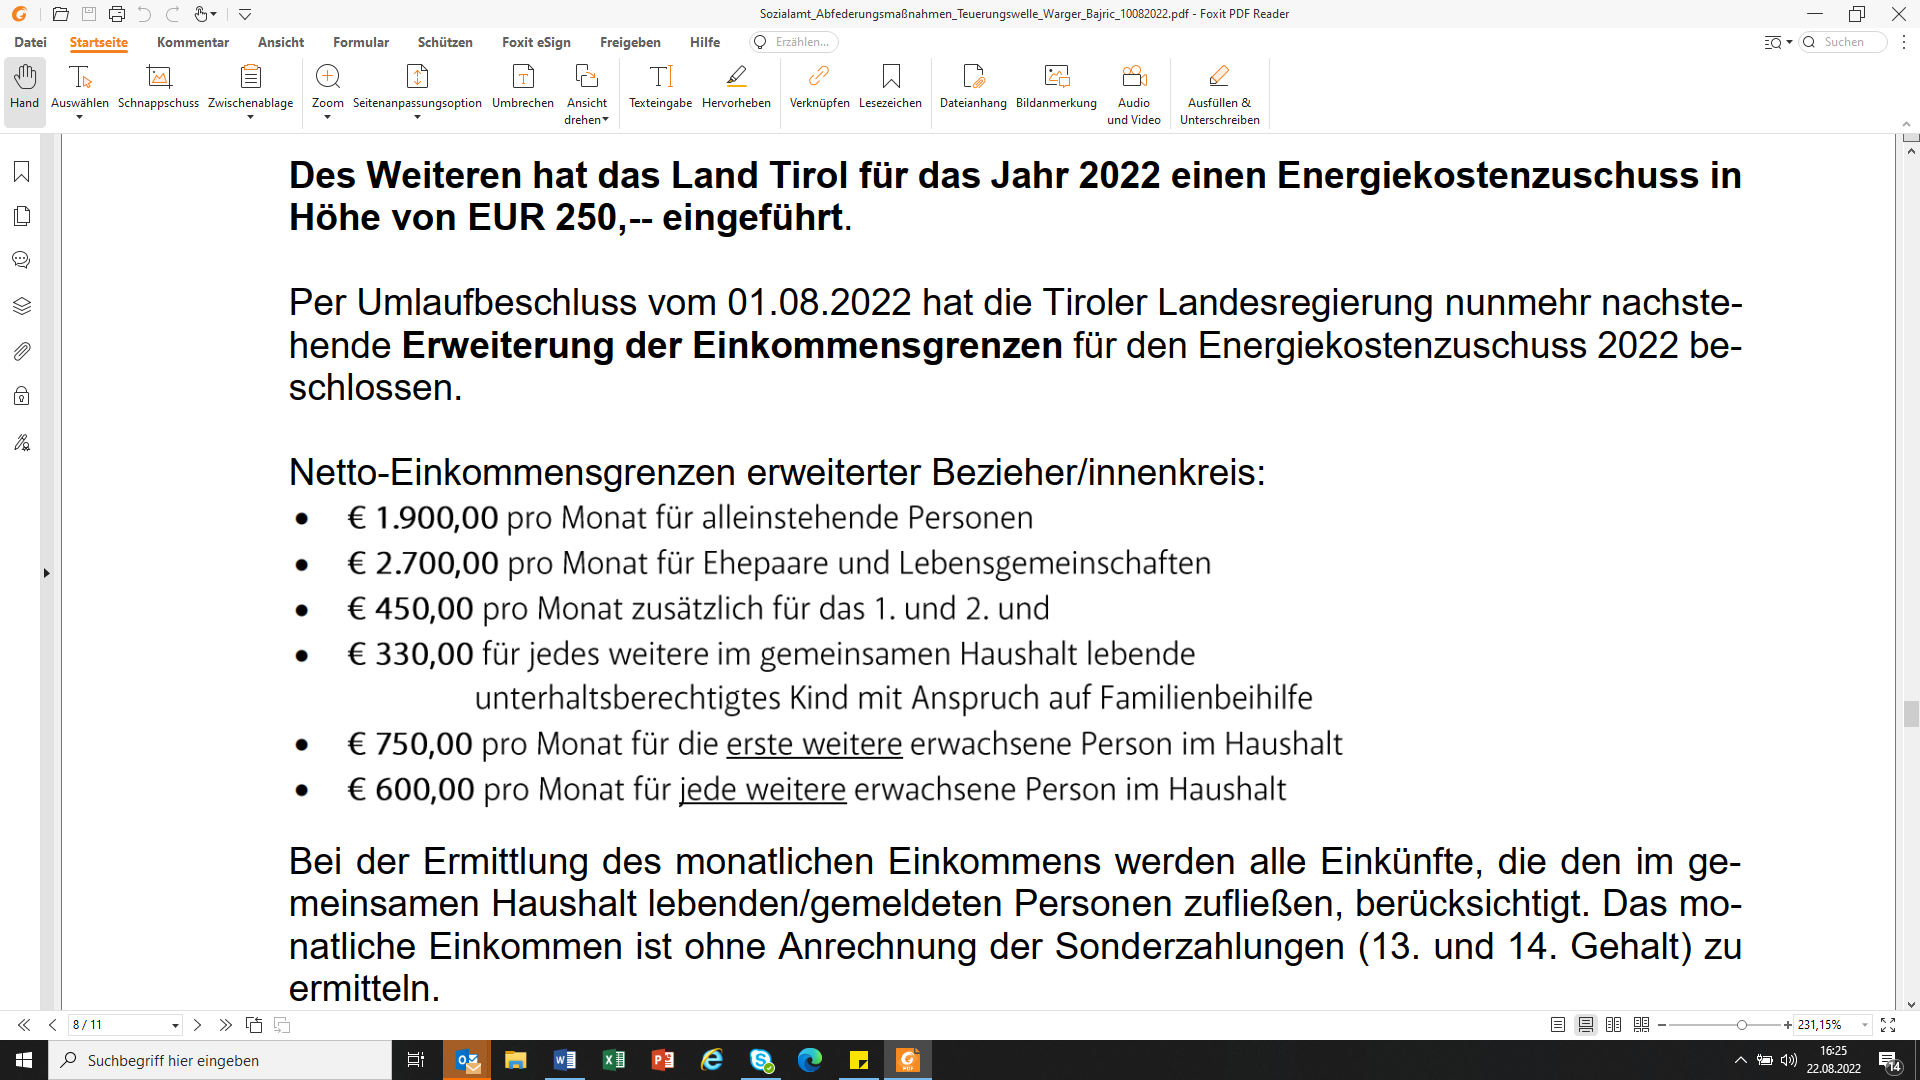 Sozialamt_Abfederungsmaßnahmen_Teuerungswelle_Warger_Bajric_10082022.pdf - Foxit PDF Reader
Datei Startseite Kommentar Ansicht Formular Schützen Foxit eSign Freigeben Hilfe Erzählen... Suchen
Hand Auswählen Schnappschuss Zwischenablage Zoom Seitenanpassungsoption Umbrechen Ansicht drehen Texteingabe Hervorheben Verknüpfen Lesezeichen Dateianhang Bildanmerkung Audio und Video Ausfüllen & Unterschreiben
Des Weiteren hat das Land Tirol für das Jahr 2022 einen Energiekostenzuschuss in
Höhe von EUR 250,-- eingeführt.
Per Umlaufbeschluss vom 01.08.2022 hat die Tiroler Landesregierung nunmehr nachste-
hende Erweiterung der Einkommensgrenzen für den Energiekostenzuschuss 2022 be-
schlossen.
Netto-Einkommensgrenzen erweiterter Bezieher/innenkreis:
• € 1.900,00 pro Monat für alleinstehende Personen
• € 2.700,00 pro Monat für Ehepaare und Lebensgemeinschaften
• € 450,00 pro Monat zusätzlich für das 1. und 2. und
• € 330,00 für jedes weitere im gemeinsamen Haushalt lebende
unterhaltsberechtigtes Kind mit Anspruch auf Familienbeihilfe
• € 750,00 pro Monat für die erste weitere erwachsene Person im Haushalt
• € 600,00 pro Monat für jede weitere erwachsene Person im Haushalt
Bei der Ermittlung des monatlichen Einkommens werden alle Einkünfte, die den im ge-
meinsamen Haushalt lebenden/gemeldeten Personen zufließen, berücksichtigt. Das mo-
natliche Einkommen ist ohne Anrechnung der Sonderzahlungen (13. und 14. Gehalt) zu
ermitteln.
8 / 11 231,15%
Suchbegriff hier eingeben
16:25
22.08.2022
14